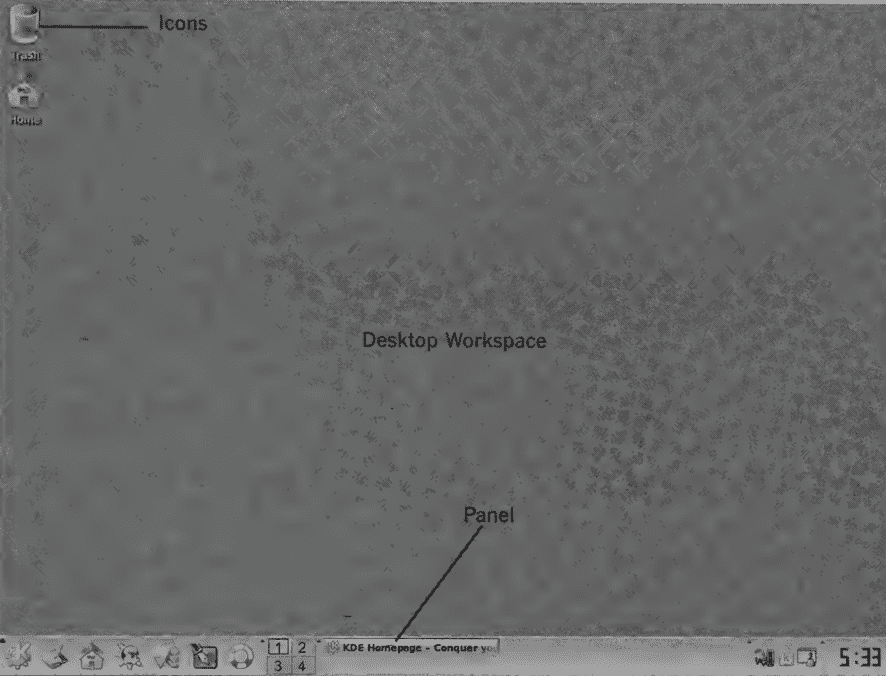 Icons
Trash
Home
Desktop Workspace
Panel
1 2
3 4
KDE Homepage - Conquer yo
5:33